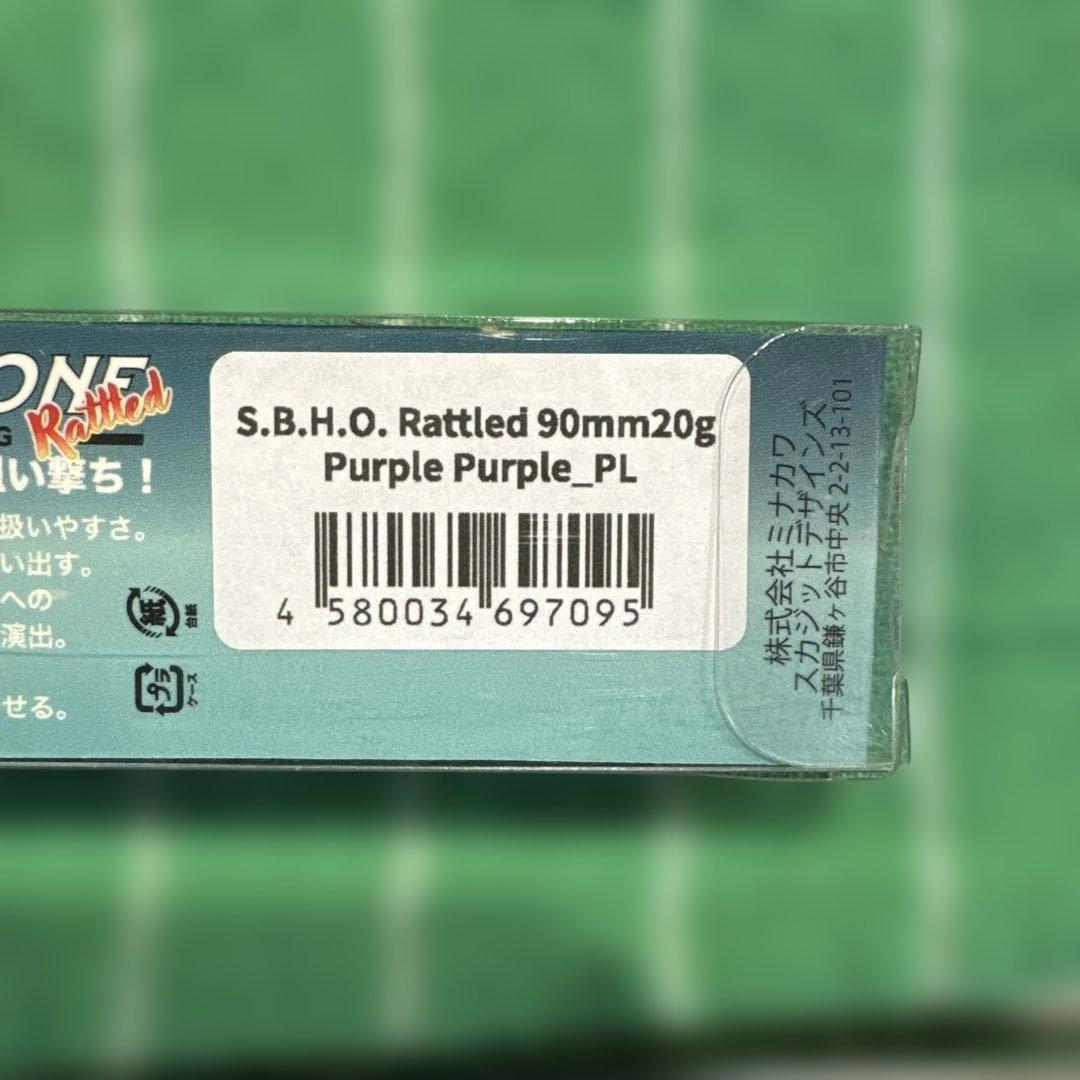 ONE
Rattled
G
い撃ち！
扱いやすさ。
い出す。
への
演出。
せる。
紙
台紙
プラ
ケース
S.B.H.O. Rattled 90mm20g
Purple Purple_PL
4 580034 697095
株式会社ミナカワ
スカジットデザインズ
千葉県鎌ヶ谷市中央 2-2-13-101